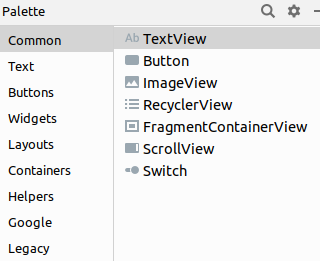 Palette
Common
Text
Buttons
Widgets
Layouts
Containers
Helpers
Google
Legacy
Ab TextView
Button
ImageView
RecyclerView
FragmentContainerView
ScrollView
Switch